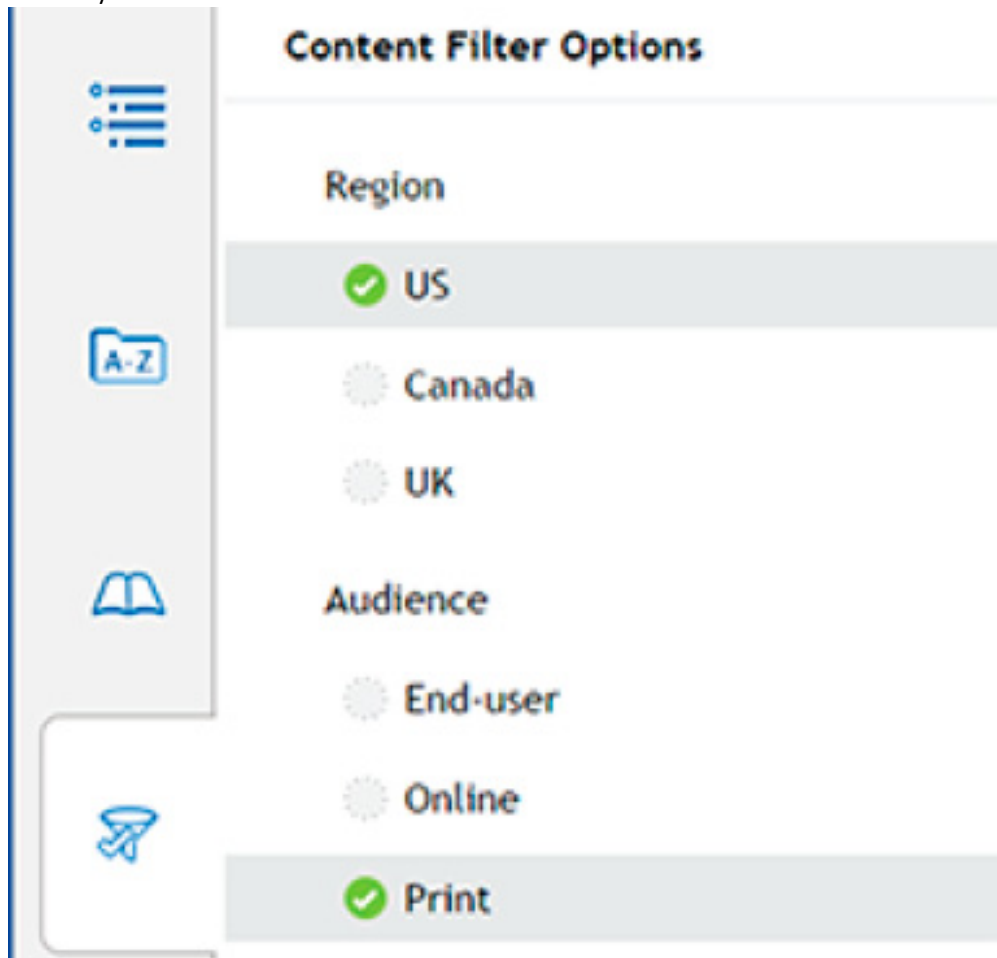 Content Filter Options
Region
US
A-Z
Canada
UK
Audience
End-user
Online
Print